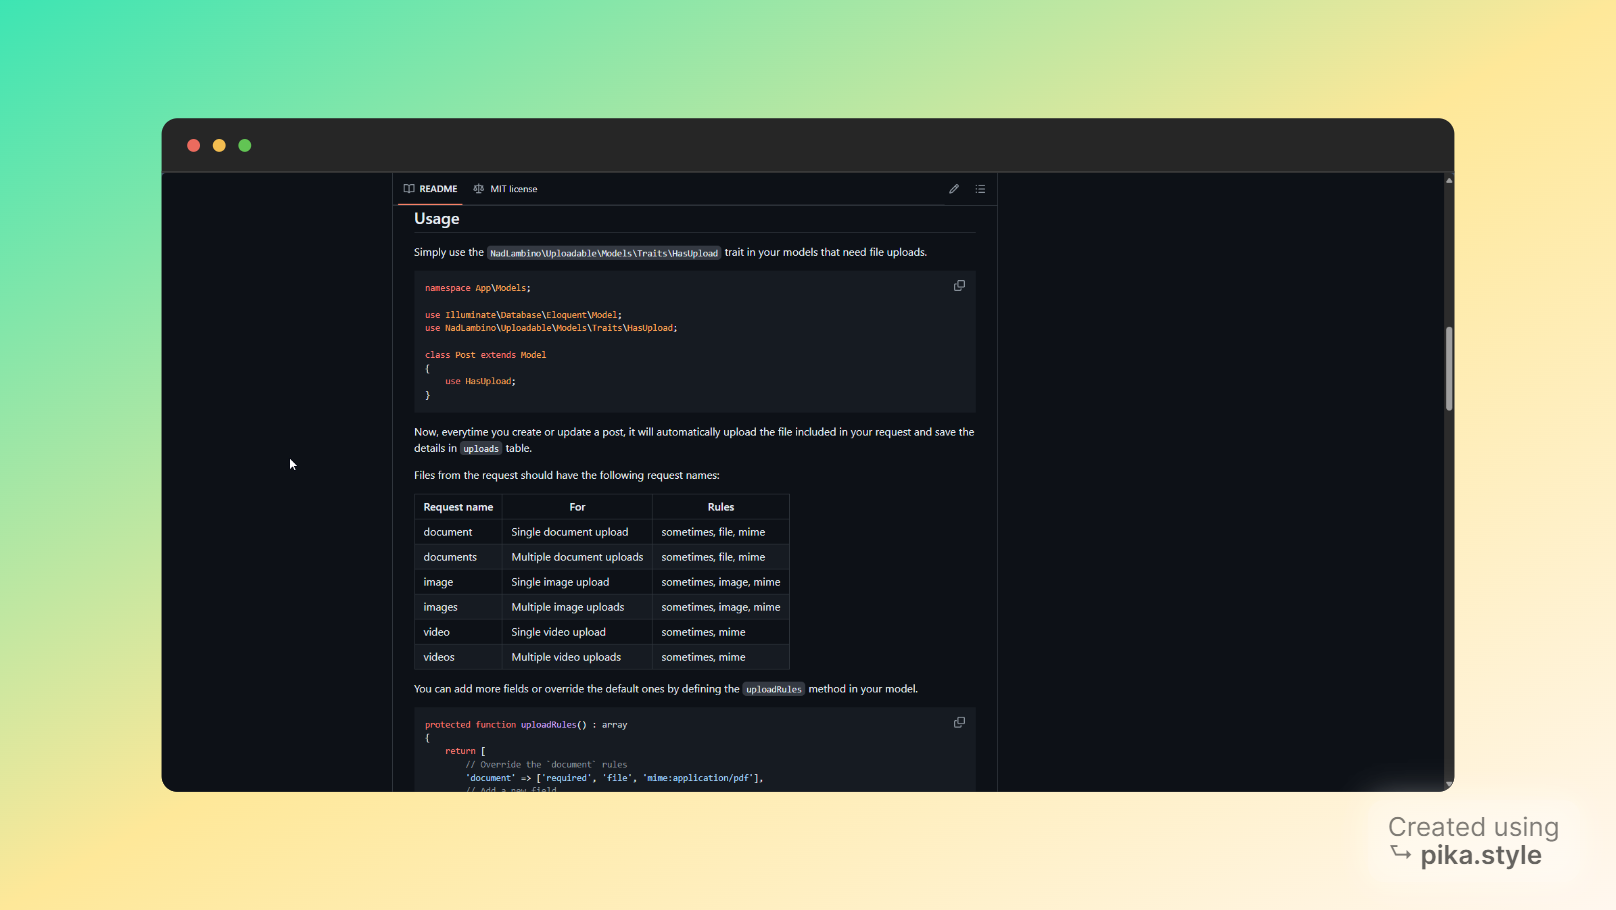 README MIT license
Usage
Simply use the NadLambino\Uploadable\Models\Traits\HasUpload trait in your models that need file uploads.
namespace App\Models;
use Illuminate\Database\Eloquent\Model;
use NadLambino\Uploadable\Models\Traits\HasUpload;
class Post extends Model
{
    use HasUpload;
}
Now, everytime you create or update a post, it will automatically upload the file included in your request and save the
details in uploads table.
Files from the request should have the following request names:
Request name For Rules
document Single document upload sometimes, file, mime
documents Multiple document uploads sometimes, file, mime
image Single image upload sometimes, image, mime
images Multiple image uploads sometimes, image, mime
video Single video upload sometimes, mime
videos Multiple video uploads sometimes, mime
You can add more fields or override the default ones by defining the uploadRules method in your model.
protected function uploadRules() : array
{
    return [
        // Override the `document` rules
        'document' => ['required', 'file', 'mime:application/pdf'],
        // Add a new field
Created using
pika.style